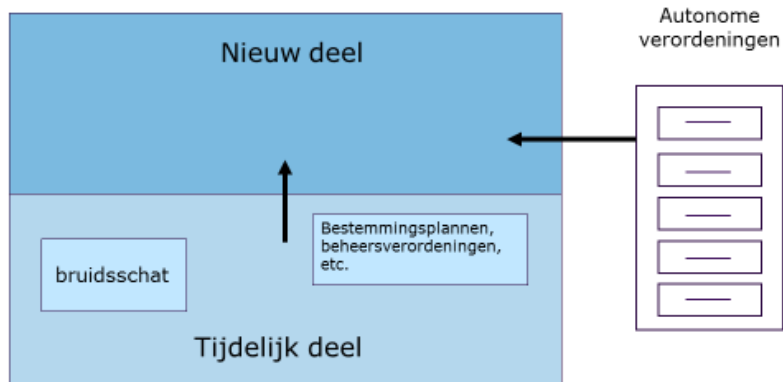 Nieuw deel
Autonome
verordeningen
Bestemmingsplannen,
beheersverordeningen,
etc.
bruidsschat
Tijdelijk deel